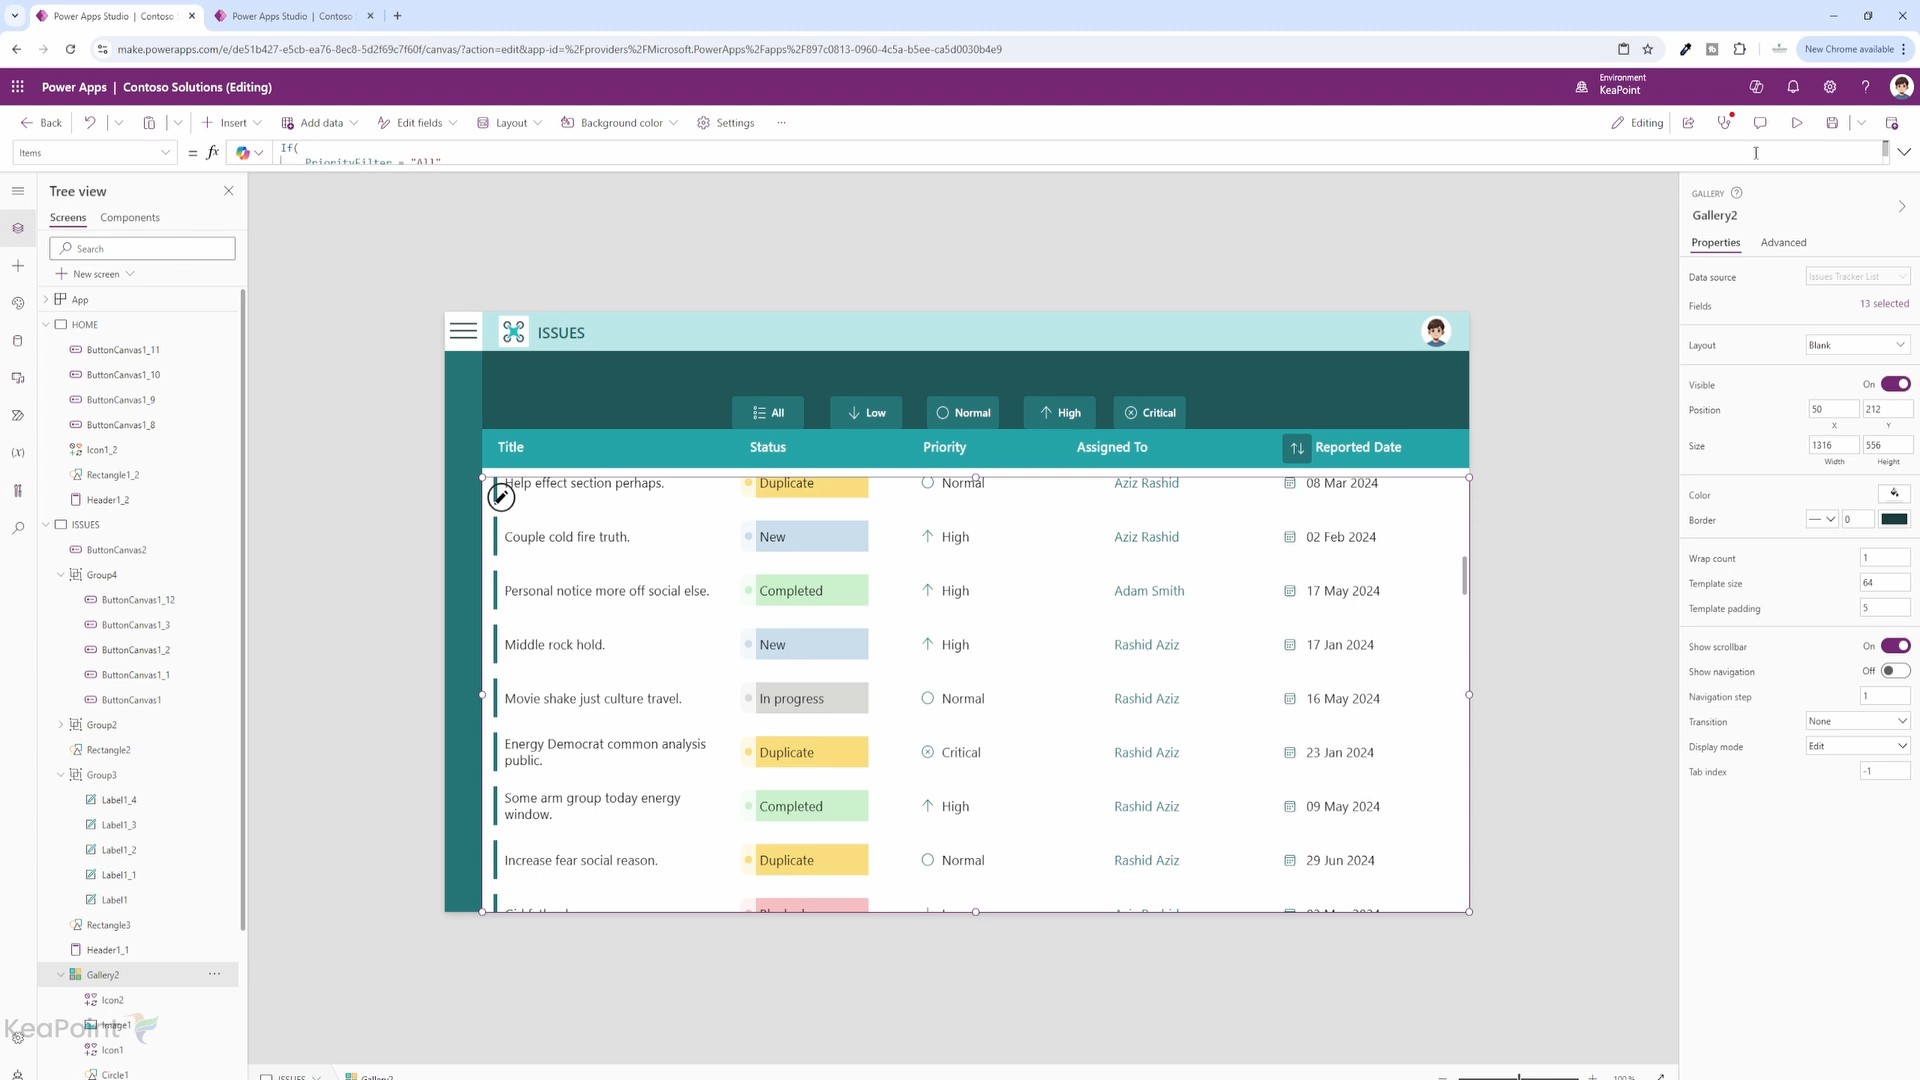 Power Apps Studio | Contoso
Power Apps Studio | Contoso
make.powerapps.com/e/de51b427-e5cb-ea76-8ec8-5d2f69c7f60f/canvas/?action=edit&app-id=%2Fproviders%2FMicrosoft.PowerApps%2Fapps%2F897c0813-0960-4c5a-b5ee-ca5d0030b4e9
New Chrome available
Power Apps | Contoso Solutions (Editing)
Environment
KeaPoint
Back
Insert
Add data
Edit fields
Layout
Background color
Settings
...
Editing
Items
= fx
If(
PriorityFilter = "All"
Tree view
Screens
Components
Search
New screen
App
HOME
ButtonCanvas1_11
ButtonCanvas1_10
ButtonCanvas1_9
ButtonCanvas1_8
Icon1_2
Rectangle1_2
Header1_2
ISSUES
ButtonCanvas2
Group4
ButtonCanvas1_12
ButtonCanvas1_3
ButtonCanvas1_2
ButtonCanvas1_1
ButtonCanvas1
Group2
Rectangle2
Group3
Label1_4
Label1_3
Label1_2
Label1_1
Label1
Rectangle3
Header1_1
Gallery2
Icon2
Image1
Icon1
Circle1
KeaPoint
ISSUES
All
Low
Normal
High
Critical
Title Status Priority Assigned To Reported Date
Help effect section perhaps. Duplicate Normal Aziz Rashid 08 Mar 2024
Couple cold fire truth. New High Aziz Rashid 02 Feb 2024
Personal notice more off social else. Completed High Adam Smith 17 May 2024
Middle rock hold. New High Rashid Aziz 17 Jan 2024
Movie shake just culture travel. In progress Normal Rashid Aziz 16 May 2024
Energy Democrat common analysis
public. Duplicate Critical Rashid Aziz 23 Jan 2024
Some arm group today energy
window. Completed High Rashid Aziz 09 May 2024
Increase fear social reason. Duplicate Normal Rashid Aziz 29 Jun 2024
GALLERY
Gallery2
Properties
Advanced
Data source Issues Tracker List
Fields 13 selected
Layout Blank
Visible On
Position 50 212
X Y
Size 1316 556
Width Height
Color
Border 0
Wrap count 1
Template size 64
Template padding 5
Show scrollbar On
Show navigation Off
Navigation step 1
Transition None
Display mode Edit
Tab index -1
ISSUES
Gallery2
100%